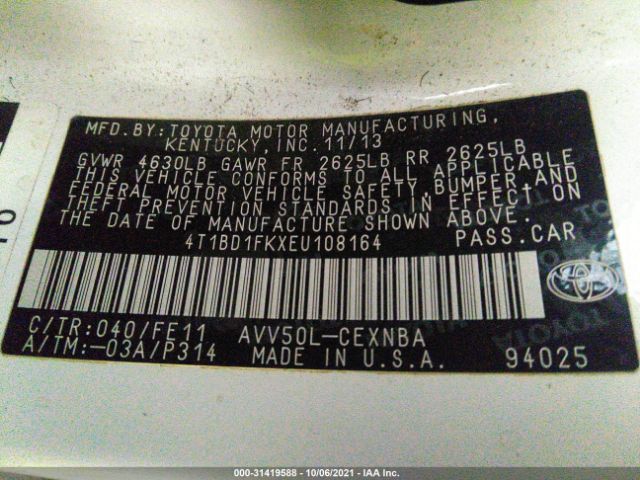 MFD.BY:TOYOTA MOTOR MANUFACTURING,
KENTUCKY, INC. 11/13
GVWR 4630LB GAWR FR 2625LB RR 2625LB
THIS VEHICLE CONFORMS TO ALL APPLICABLE
FEDERAL MOTOR VEHICLE SAFETY, BUMPER, AND
THEFT PREVENTION STANDARDS IN EFFECT ON
THE DATE OF MANUFACTURE SHOWN ABOVE.
4T1BD1FKXEU108164 PASS.CAR
C/TR:040/FE11 AVV50L-CEXNBA
A/TM:-03A/P314 MADE IN U.S.A. 94025
000-31419588 - 10/06/2021 - IAA Inc.